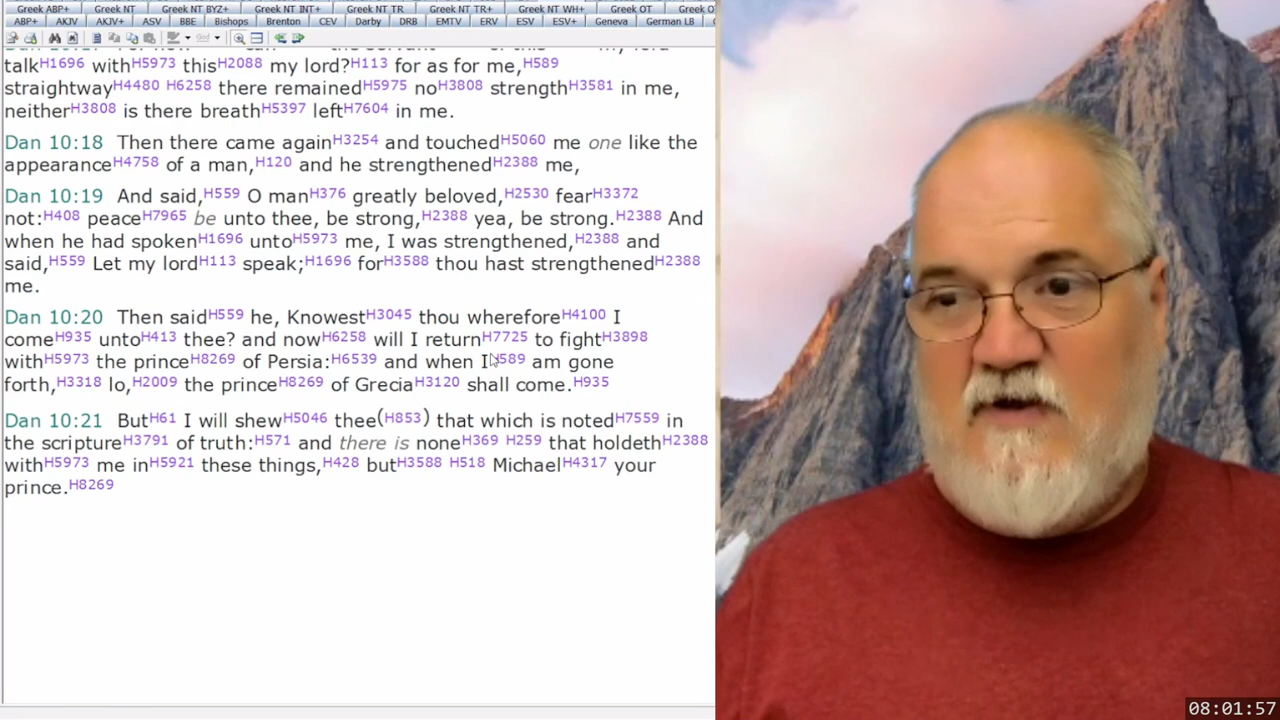 Greek ABP+ Greek NT Greek NT BYZ+ Greek NT INT+ Greek NT TR Greek NT TR+ Greek NT WH+ Greek OT Greek O
ABP+ AKJV AKJV+ ASV BBE Bishops Brenton CEV Darby DRB EMTV ERV ESV ESV+ Geneva German LB
talkH1696 withH5973 thisH2088 my lord?H113 for as for me,H589
straightwayH4480 H6258 there remainedH5975 noH3808 strengthH3581 in me,
neitherH3808 is there breathH5397 leftH7604 in me.
Dan 10:18 Then there came againH3254 and touchedH5060 me one like the
appearanceH4758 of a man,H120 and he strengthenedH2388 me,
Dan 10:19 And said,H559 O manH376 greatly beloved,H2530 fearH3372
not:H408 peaceH7965 be unto thee, be strong,H2388 yea, be strong.H2388 And
when he had spokenH1696 untoH5973 me, I was strengthened,H2388 and
said,H559 Let my lordH113 speak;H1696 forH3588 thou hast strengthenedH2388
me.
Dan 10:20 Then saidH559 he, KnowestH3045 thou whereforeH4100 I
comeH935 untoH413 thee? and nowH6258 will I returnH7725 to fightH3898
withH5973 the princeH8269 of Persia:H6539 and when IH589 am gone
forth,H3318 lo,H2009 the princeH8269 of GreciaH3120 shall come.H935
Dan 10:21 ButH61 I will shewH5046 thee(H853) that which is notedH7559 in
the scriptureH3791 of truth:H571 and there is noneH369 H259 that holdethH2388
withH5973 me inH5921 these things,H428 butH3588 H518 MichaelH4317 your
prince.H8269
08:01:57